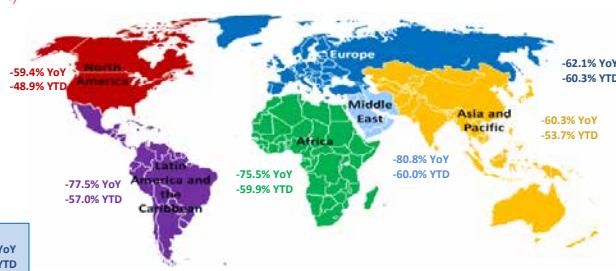 Europe
-62.1% YoY
-60.3% YTD
North
America
-59.4% YoY
-48.9% YTD
Middle
East
Asia and
Pacific
-60.3% YoY
-53.7% YTD
Africa
-80.8% YoY
-60.0% YTD
Latin
America and
the
Caribbean
-75.5% YoY
-59.9% YTD
-77.5% YoY
-57.0% YTD
YoY
YTD